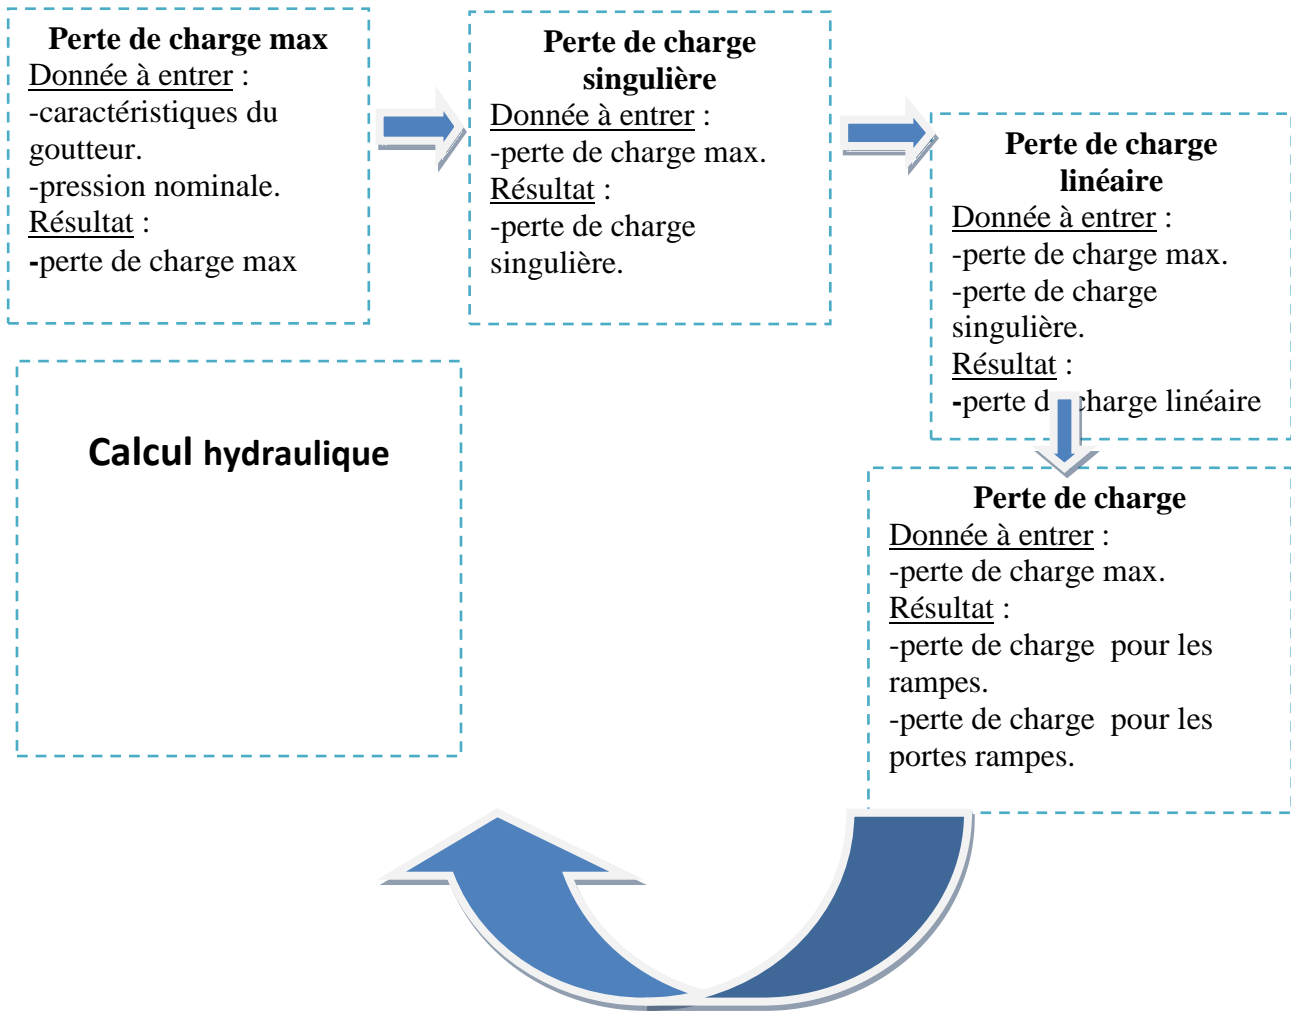 Perte de charge max
Donnée à entrer :
-caractéristiques du
goutteur.
-pression nominale.
Résultat :
-perte de charge max
Perte de charge
singulière
Donnée à entrer :
-perte de charge max.
Résultat :
-perte de charge
singulière.
Perte de charge
linéaire
Donnée à entrer :
-perte de charge max.
-perte de charge
singulière.
Résultat :
-perte de charge linéaire
Calcul hydraulique
Perte de charge
Donnée à entrer :
-perte de charge max.
Résultat :
-perte de charge  pour les
rampes.
-perte de charge  pour les
portes rampes.